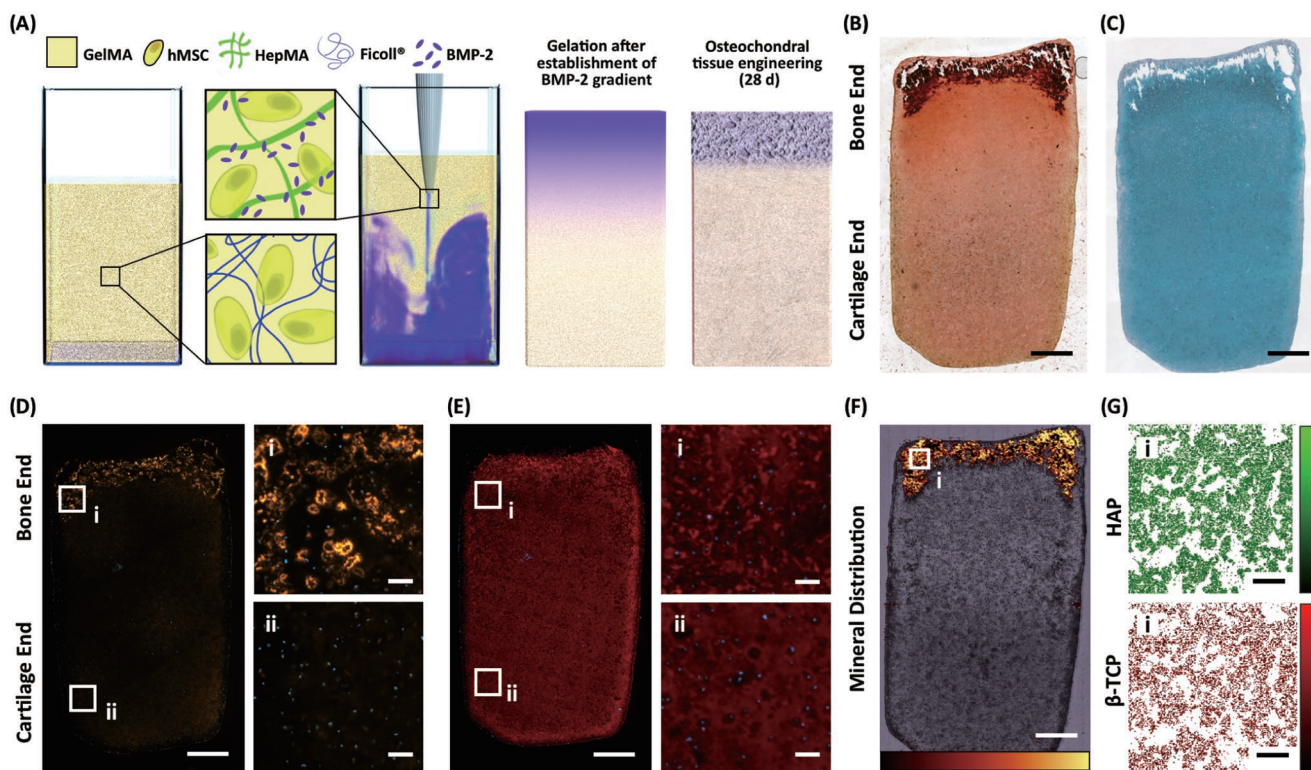 (A)
GelMA
hMSC
HepMA
Ficoll®
BMP-2
Gelation after
establishment of
BMP-2 gradient
Osteochondral
tissue engineering
(28 d)
(B)
Bone End
Cartilage End
(C)
(D)
Bone End
Cartilage End
i
ii
i
ii
(E)
i
ii
i
ii
(F)
Mineral Distribution
i
(G)
HAP
i
β-TCP
i